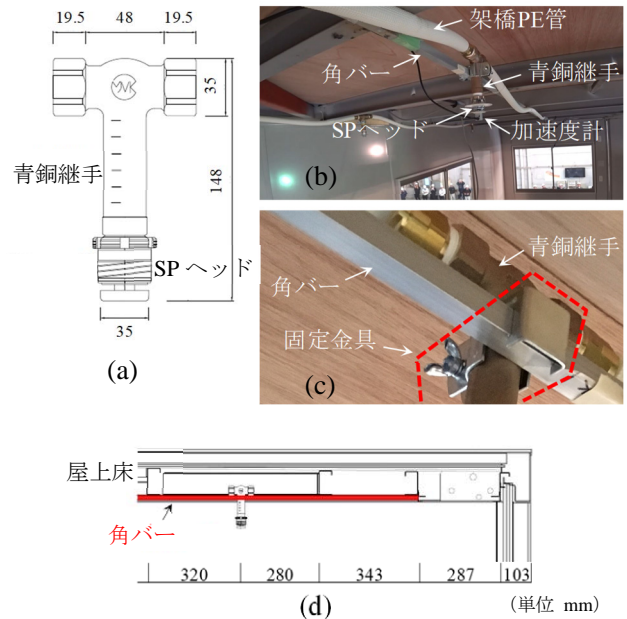 19.5 48 19.5
35
148
青銅継手
SP ヘッド
35
(a)
架橋PE管
角バー
青銅継手
SPヘッド
加速度計
(b)
青銅継手
角バー
固定金具
(c)
屋上床
角バー
320 280 343 287 103
(d)
(単位 mm)